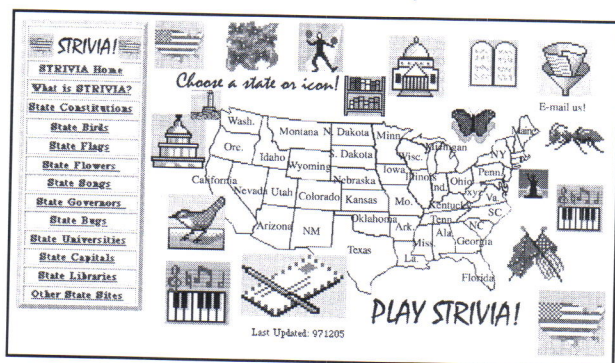 STRIVIA!
STRIVIA Home
What is STRIVIA?
State Constitutions
State Birds
State Flags
State Flowers
State Songs
State Governors
State Bugs
State Universities
State Capitals
State Libraries
Other State Sites
Choose a state or icon!
E-mail us!
Wash.
Montana
N. Dakota
Minn.
Maine
Ore.
Idaho
Wyoming
S. Dakota
Wisc.
Michigan
NY
California
Nevada
Utah
Colorado
Nebraska
Iowa
Illinois
Ind.
Ohio
Penn.
Kansas
Mo.
Kentucky
Va.
Arizona
NM
Oklahoma
Ark.
Tenn.
NC
SC
Texas
La.
Miss.
Ala.
Georgia
Florida
PLAY STRIVIA!
Last Updated: 971205